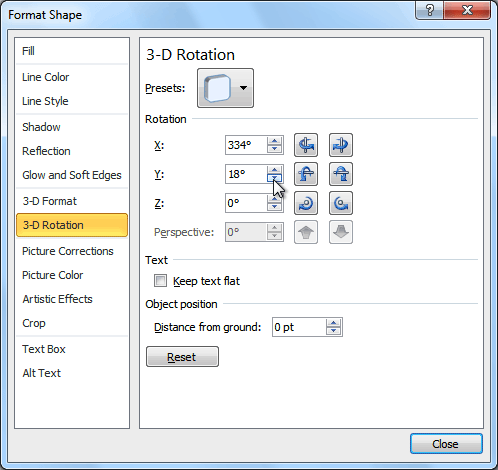 Format Shape
Fill
Line Color
Line Style
Shadow
Reflection
Glow and Soft Edges
3-D Format
3-D Rotation
Picture Corrections
Picture Color
Artistic Effects
Crop
Text Box
Alt Text
3-D Rotation
Presets:
Rotation
X: 334°
Y: 18°
Z: 0°
Perspective: 0°
Text
Keep text flat
Object position
Distance from ground: 0 pt
Reset
Close